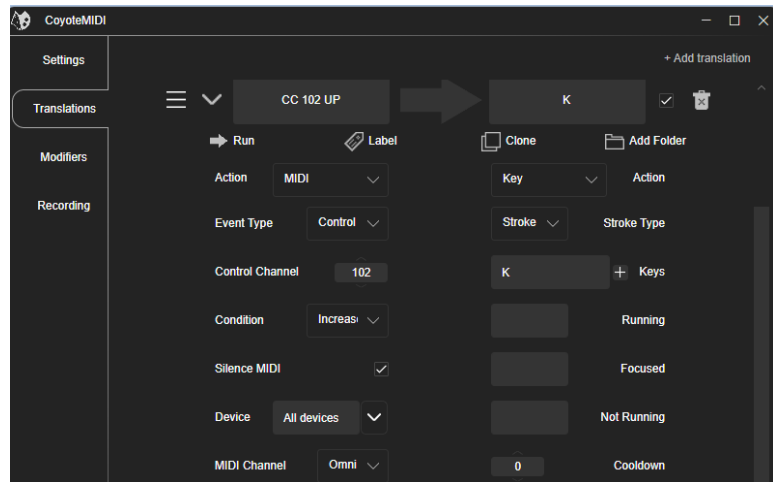 CoyoteMIDI
Settings
+ Add translation
Translations
CC 102 UP
K
Run
Label
Clone
Add Folder
Modifiers
Action
MIDI
Key
Action
Recording
Event Type
Control
Stroke
Stroke Type
Control Channel
102
K
+ Keys
Condition
Increas
Running
Silence MIDI
Focused
Device
All devices
Not Running
MIDI Channel
Omni
0
Cooldown